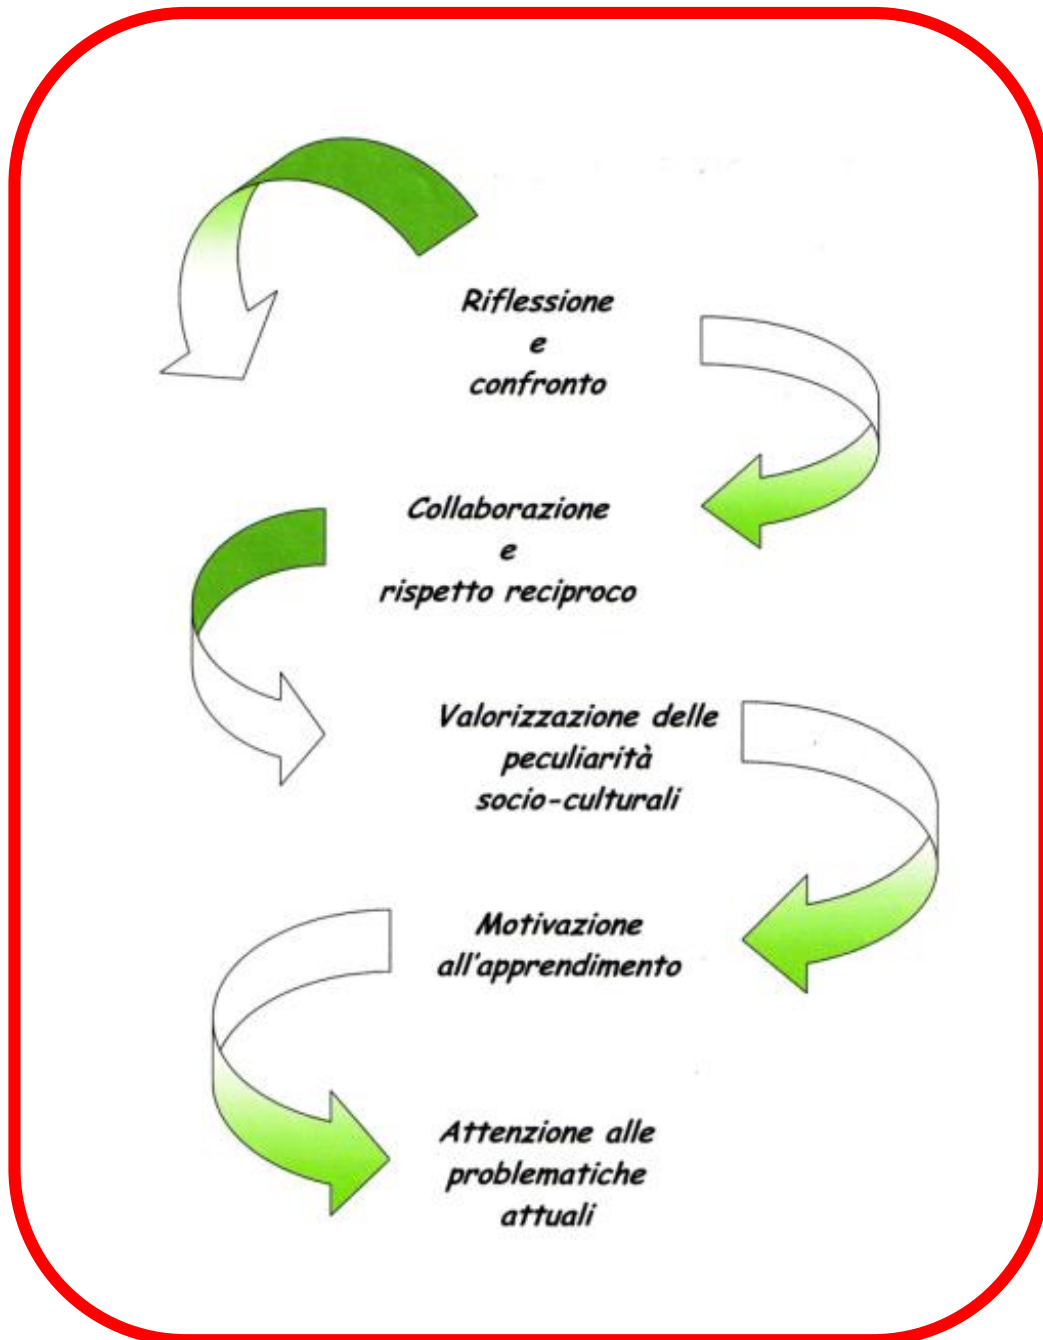 Riflessione
e
confronto
Collaborazione
e
rispetto reciproco
Valorizzazione delle
peculiarità
socio-culturali
Motivazione
all'apprendimento
Attenzione alle
problematiche
attuali